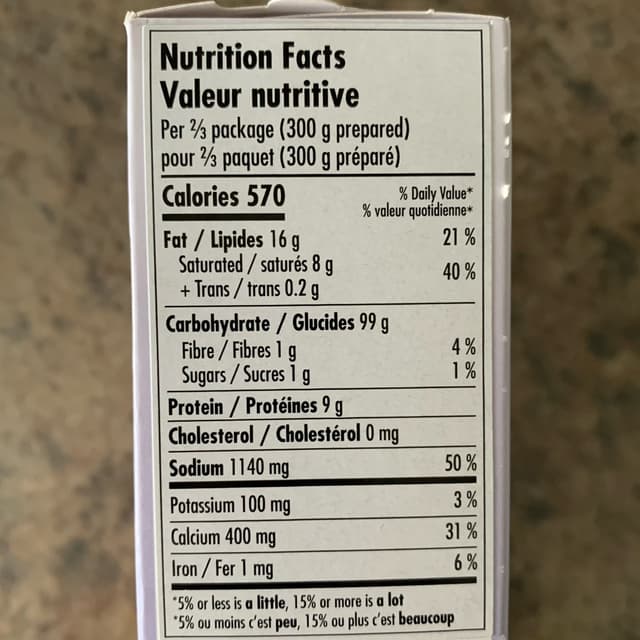 Nutrition Facts
Valeur nutritive
Per ⅔ package (300 g prepared)
pour ⅔ paquet (300 g préparé)
Calories 570
% Daily Value*
% valeur quotidienne*
Fat / Lipides 16 g 21 %
Saturated / saturés 8 g
+ Trans / trans 0.2 g 40 %
Carbohydrate / Glucides 99 g
Fibre / Fibres 1 g 4 %
Sugars / Sucres 1 g 1 %
Protein / Protéines 9 g
Cholesterol / Cholestérol 0 mg
Sodium 1140 mg 50 %
Potassium 100 mg 3 %
Calcium 400 mg 31 %
Iron / Fer 1 mg 6 %
*5% or less is a little, 15% or more is a lot
*5% ou moins c'est peu, 15% ou plus c'est beaucoup